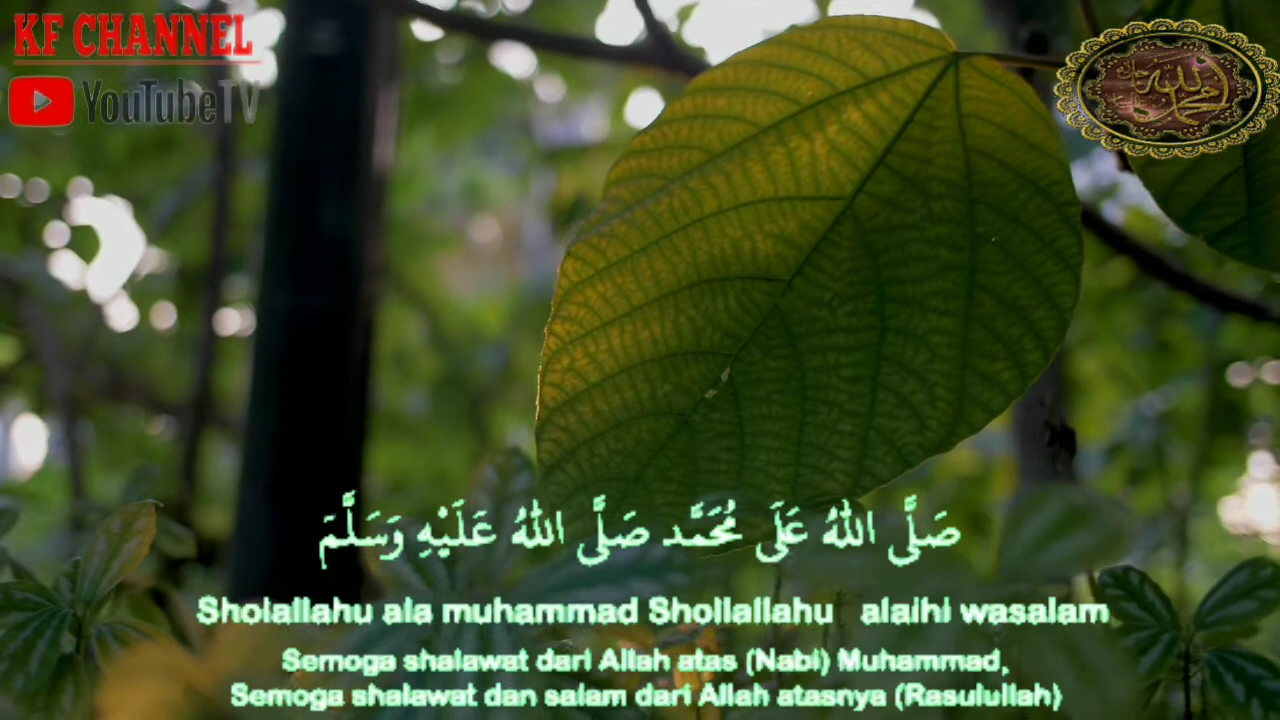 KF CHANNEL
YouTubeTV
صَلَّى اللهُ عَلَى مُحَمَّد صَلَّى اللهُ عَلَيْهِ وَسَلَّمَ
Sholallahu ala muhammad Shollallahu alaihi wasalam
Semoga shalawat dari Allah atas (Nabi) Muhammad,
Semoga shalawat dan salam dari Allah atasnya (Rasulullah)